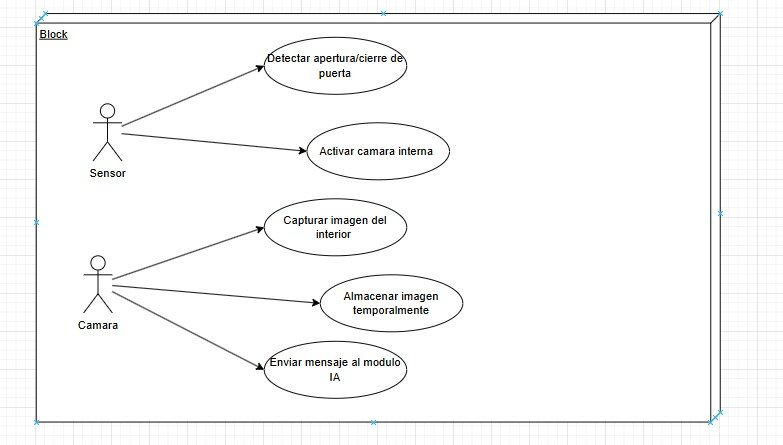 Block
Detectar apertura/cierre de
puerta
Activar camara interna
Sensor
Capturar imagen del
interior
Almacenar imagen
temporalmente
Camara
Enviar mensaje al modulo
IA